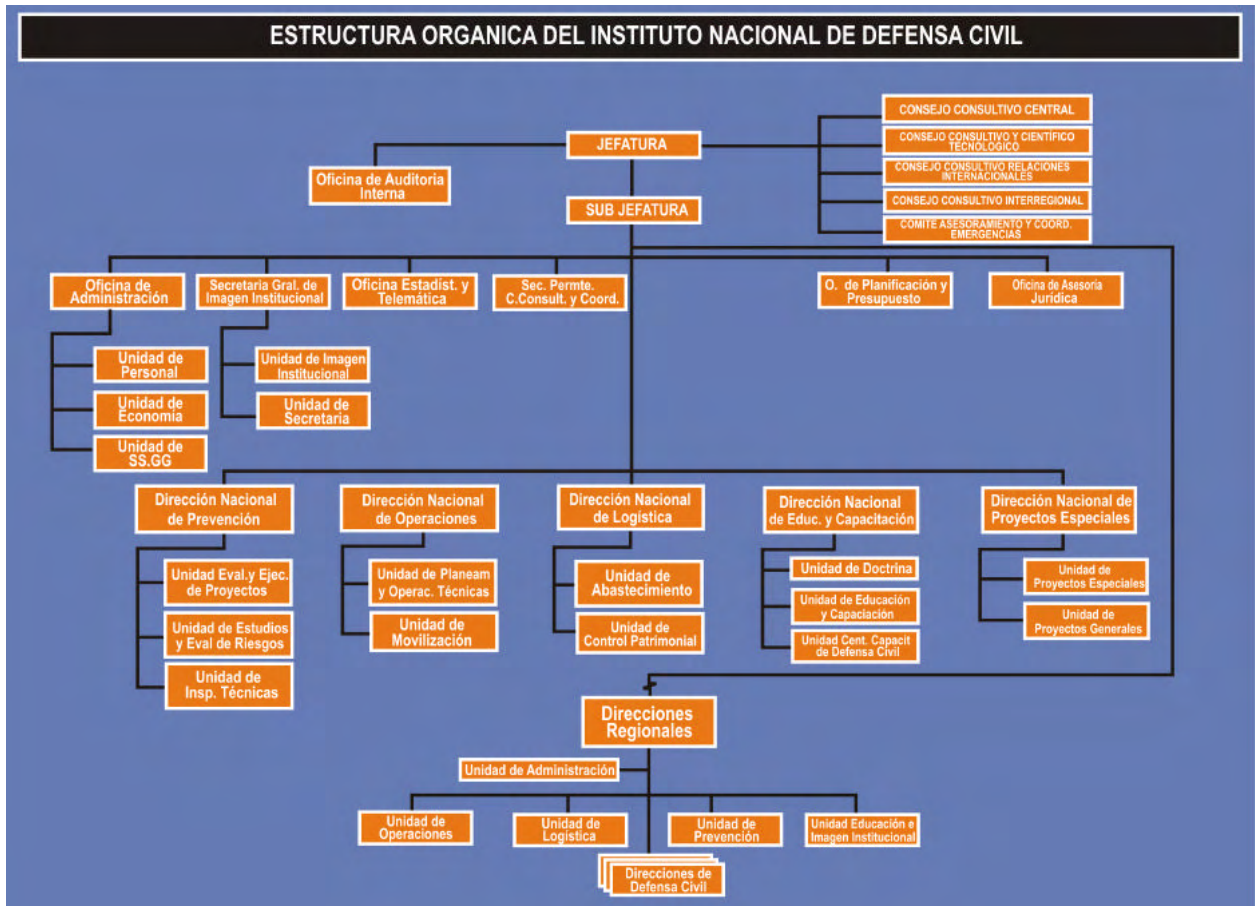 ESTRUCTURA ORGANICA DEL INSTITUTO NACIONAL DE DEFENSA CIVIL
JEFATURA
Oficina de Auditoria
Interna
SUB JEFATURA
CONSEJO CONSULTIVO CENTRAL
CONSEJO CONSULTIVO Y CIENTÍFICO
TECNOLÓGICO
CONSEJO CONSULTIVO RELACIONES
INTERNACIONALES
CONSEJO CONSULTIVO INTERREGIONAL
COMITE ASESORAMIENTO Y COORD.
EMERGENCIAS
Oficina de
Administración
Secretaria Gral. de
Imagen Institucional
Oficina Estadíst. y
Telemática
Sec. Permte.
C.Consult. y Coord.
O. de Planificación y
Presupuesto
Oficina de Asesoria
Jurídica
Unidad de
Personal
Unidad de
Economía
Unidad de
SS.GG
Unidad de Imagen
Institucional
Unidad de
Secretaria
Dirección Nacional
de Prevención
Unidad Eval.y Ejec.
de Proyectos
Unidad de Estudios
y Eval de Riesgos
Unidad de
Insp. Técnicas
Dirección Nacional
de Operaciones
Unidad de Planeam
y Operac. Técnicas
Unidad de
Movilización
Dirección Nacional
de Logística
Unidad de
Abastecimiento
Unidad de
Control Patrimonial
Dirección Nacional
de Educ. y Capacitación
Unidad de Doctrina
Unidad de Educación
y Capaciación
Unidad Cent. Capacit
de Defensa Civil
Dirección Nacional de
Proyectos Especiales
Unidad de
Proyectos Especiales
Unidad de
Proyectos Generales
Direcciones
Regionales
Unidad de Administración
Unidad de
Operaciones
Unidad de
Logística
Unidad de
Prevención
Unidad Educación e
Imagen Institucional
Direcciones de
Defensa Civil